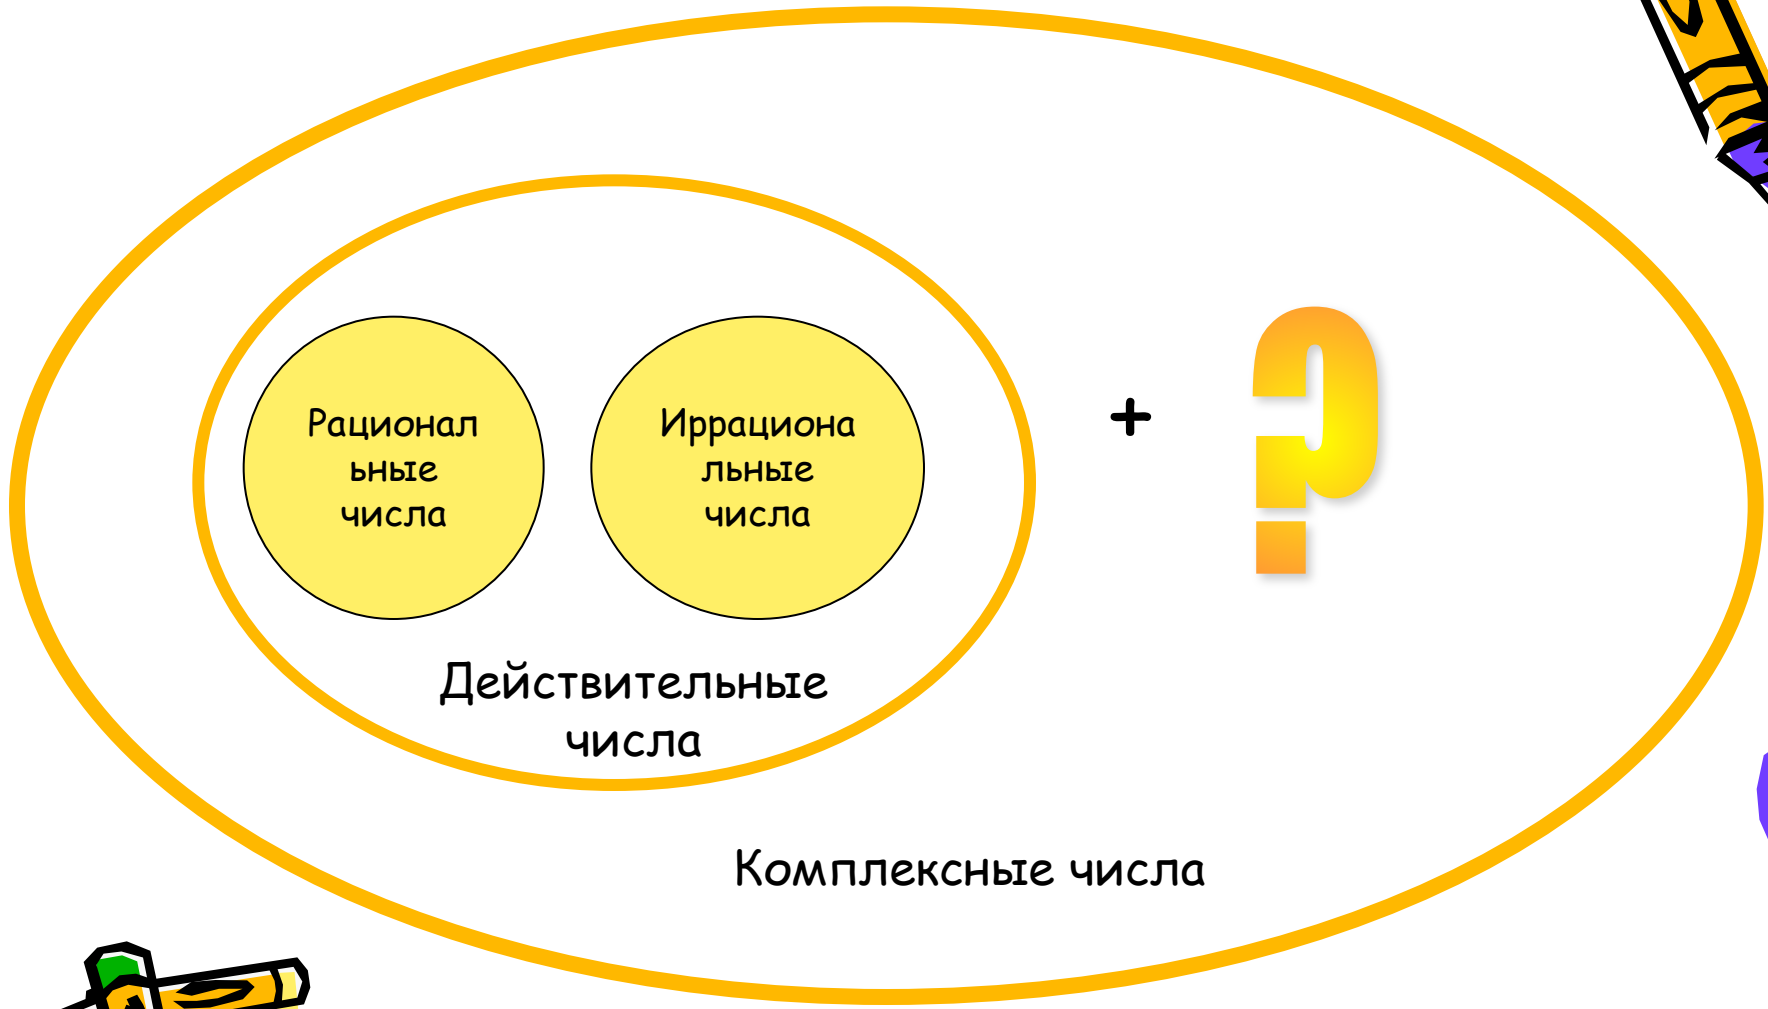 Рационал
ьные
числа
Иррациона
льные
числа
+
?
Действительные
числа
Комплексные числа